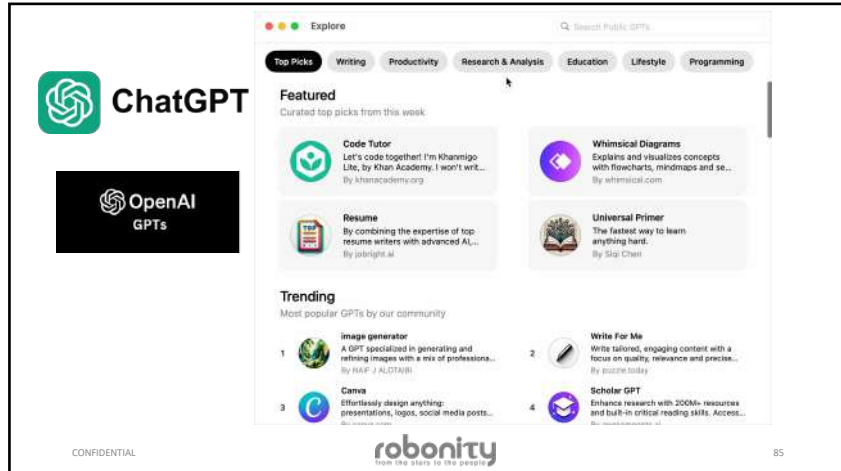 Explore
Search Public GPTs
Top Picks Writing Productivity Research & Analysis Education Lifestyle Programming
ChatGPT
OpenAI
GPTs
Featured
Curated top picks from this week
Code Tutor
Let's code together! I'm Khanmigo
Lite, by Khan Academy. I won't writ...
By khanacademy.org
Whimsical Diagrams
Explains and visualizes concepts
with flowcharts, mindmaps and se...
By whimsical.com
Resume
By combining the expertise of top
resume writers with advanced AI,...
By jobright.ai
Universal Primer
The fastest way to learn
anything hard.
By Siqi Chen
Trending
Most popular GPTs by our community
1
image generator
A GPT specialized in generating and
refining images with a mix of professiona...
By NAIF J ALOTAIBI
2
Write For Me
Write tailored, engaging content with a
focus on quality, relevance and precise...
By puzzle.today
3
Canva
Effortlessly design anything:
presentations, logos, social media posts...
4
Scholar GPT
Enhance research with 200M+ resources
and built-in critical reading skills. Access...
CONFIDENTIAL
robonity
from the stars to the people
85